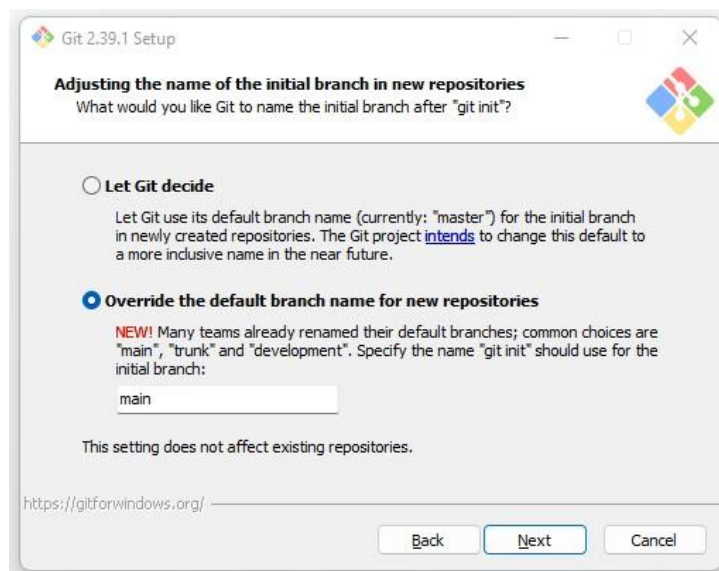 Git 2.39.1 Setup
Adjusting the name of the initial branch in new repositories
What would you like Git to name the initial branch after "git init"?
Let Git decide
Let Git use its default branch name (currently: "master") for the initial branch
in newly created repositories. The Git project intends to change this default to
a more inclusive name in the near future.
Override the default branch name for new repositories
NEW! Many teams already renamed their default branches; common choices are
"main", "trunk" and "development". Specify the name "git init" should use for the
initial branch:
main
This setting does not affect existing repositories.
https://gitforwindows.org/
Back Next Cancel